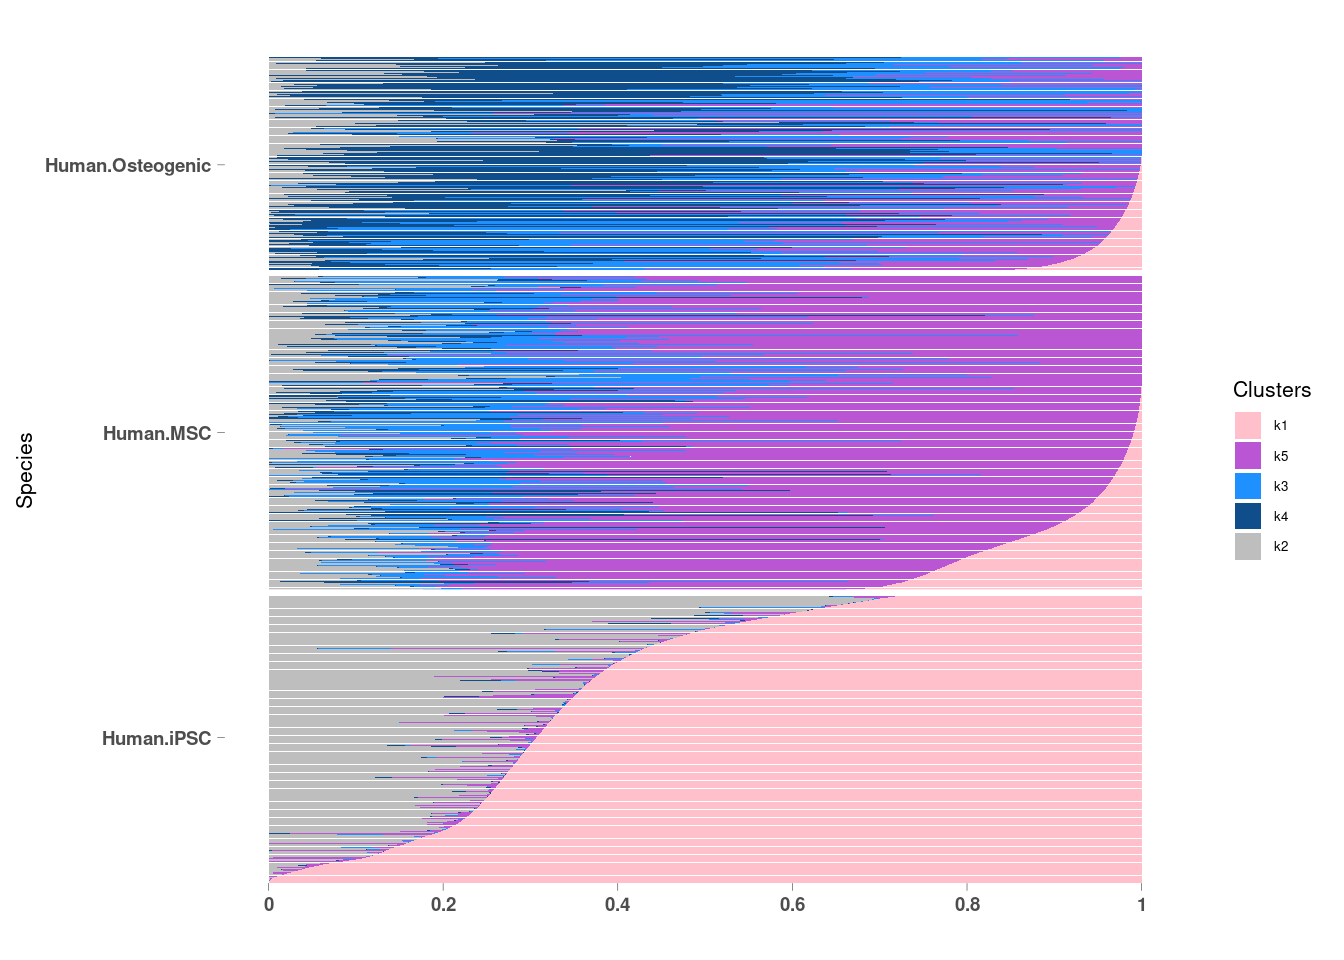 Human.Osteogenic
Human.MSC
Human.iPSC
Species
0
0.2
0.4
0.6
0.8
1
Clusters
k1
k5
k3
k4
k2